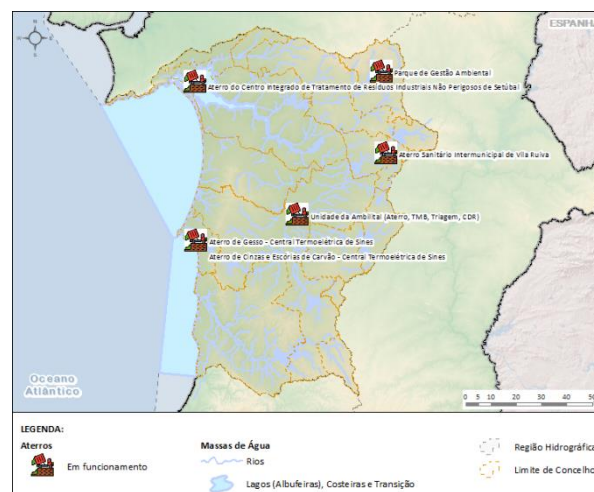 ESPANHA
Parque de Gestão Ambiental
Aterro do Centro Integrado de Tratamento de Resíduos Industriais Não Perigosos de Setúbal
Aterro Sanitário Intermunicipal de Vila Ruiva
Unidade da Ambilital (Aterro, TMB, Triagem, CDR)
Aterro de Gesso - Central Termoelétrica de Sines
Aterro de Cinzas e Escórias de Carvão - Central Termoelétrica de Sines
Oceano
Atlântico
0 5 10 20 30 40 50
LEGENDA:
Aterros
Em funcionamento
Massas de Água
Rios
Lagos (Albufeiras), Costeiras e Transição
Região Hidrográfica
Limite de Concelho